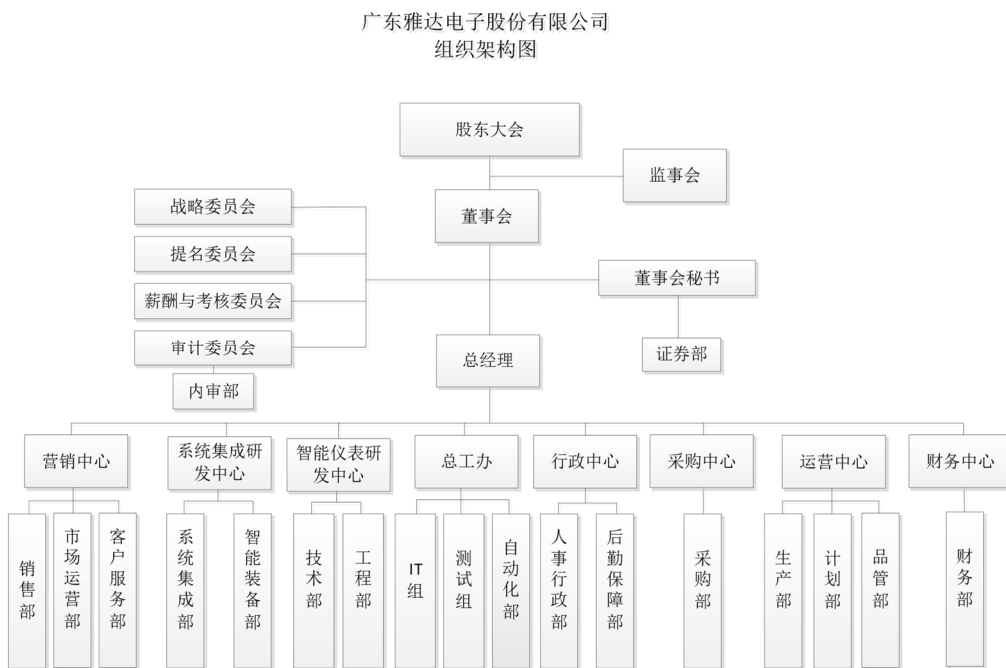 广东雅达电子股份有限公司
组织架构图
股东大会
监事会
战略委员会
董事会
提名委员会
董事会秘书
薪酬与考核委员会
审计委员会
总经理
证券部
内审部
营销中心
系统集成研
发中心
智能仪表研
发中心
总工办
行政中心
采购中心
运营中心
财务中心
销售部
市场运营部
客户服务部
系统集成部
智能装备部
技术部
工程部
IT组
测试组
自动化部
人事行政部
后勤保障部
采购部
生产部
计划部
品管部
财务部